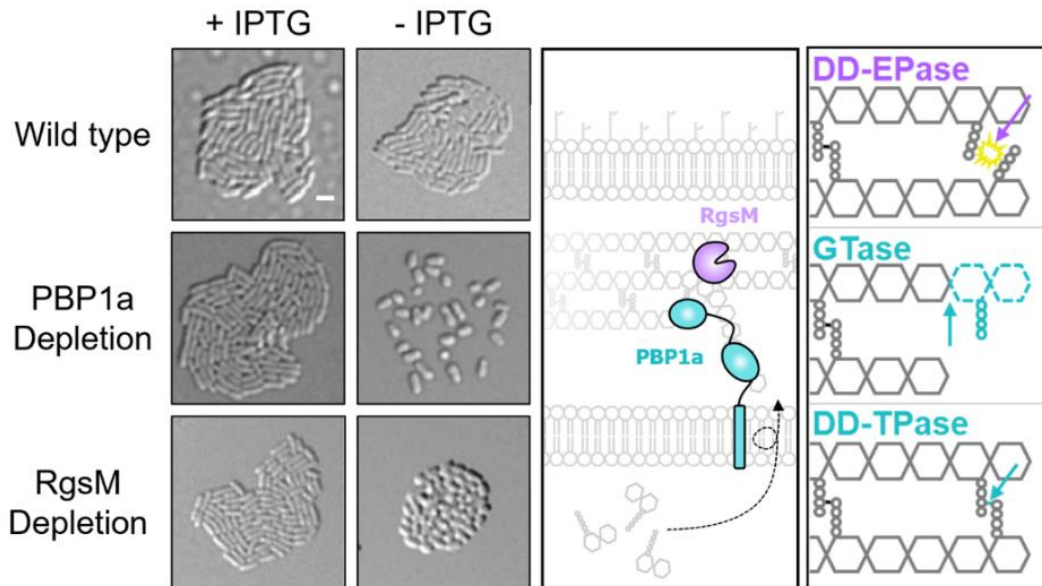 + IPTG
- IPTG
Wild type
PBP1a
Depletion
RgsM
Depletion
RgsM
PBP1a
DD-EPase
GTase
DD-TPase